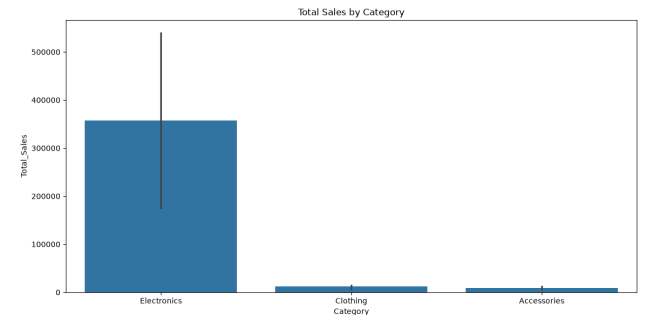 Total Sales by Category
Total_Sales
500000
400000
300000
200000
100000
0
Electronics
Clothing
Accessories
Category